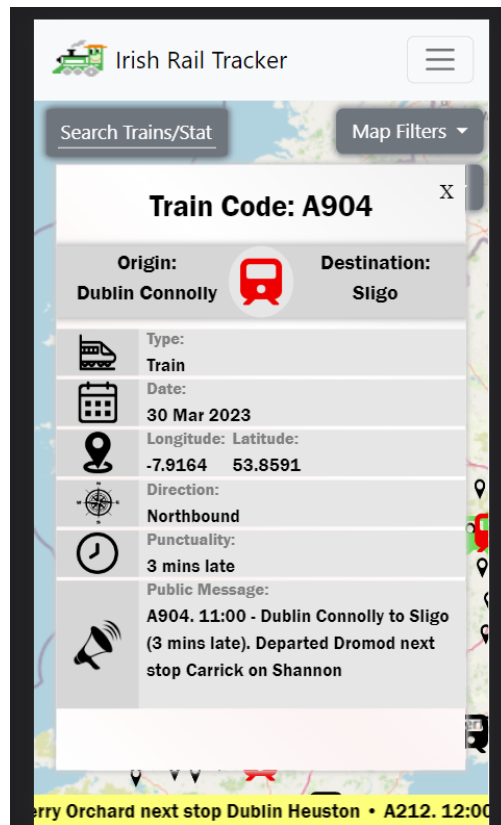 Irish Rail Tracker
Search Trains/Stat
Map Filters
X
Train Code: A904
Origin:
Dublin Connolly
Destination:
Sligo
Type:
Train
Date:
30 Mar 2023
Longitude: Latitude:
-7.9164 53.8591
Direction:
Northbound
Punctuality:
3 mins late
Public Message:
A904. 11:00 - Dublin Connolly to Sligo
(3 mins late). Departed Dromod next
stop Carrick on Shannon
erry Orchard next stop Dublin Heuston • A212. 12:00